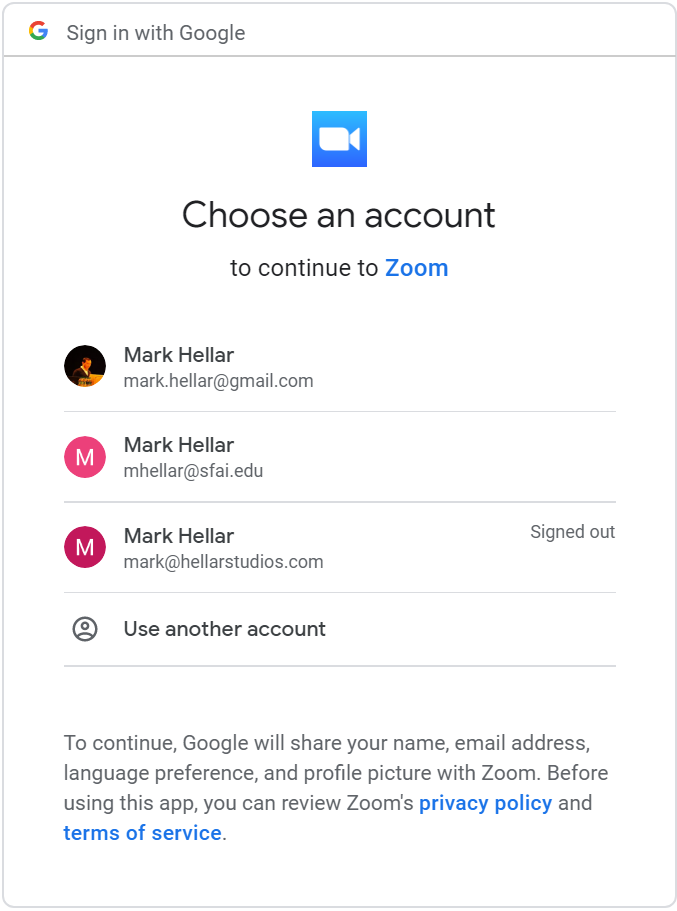 Sign in with Google
Choose an account
to continue to Zoom
Mark Hellar
mark.hellar@gmail.com
M
Mark Hellar
mhellar@sfai.edu
M
Mark Hellar
Signed out
mark@hellarstudios.com
Use another account
To continue, Google will share your name, email address,
language preference, and profile picture with Zoom. Before
using this app, you can review Zoom's privacy policy and
terms of service.